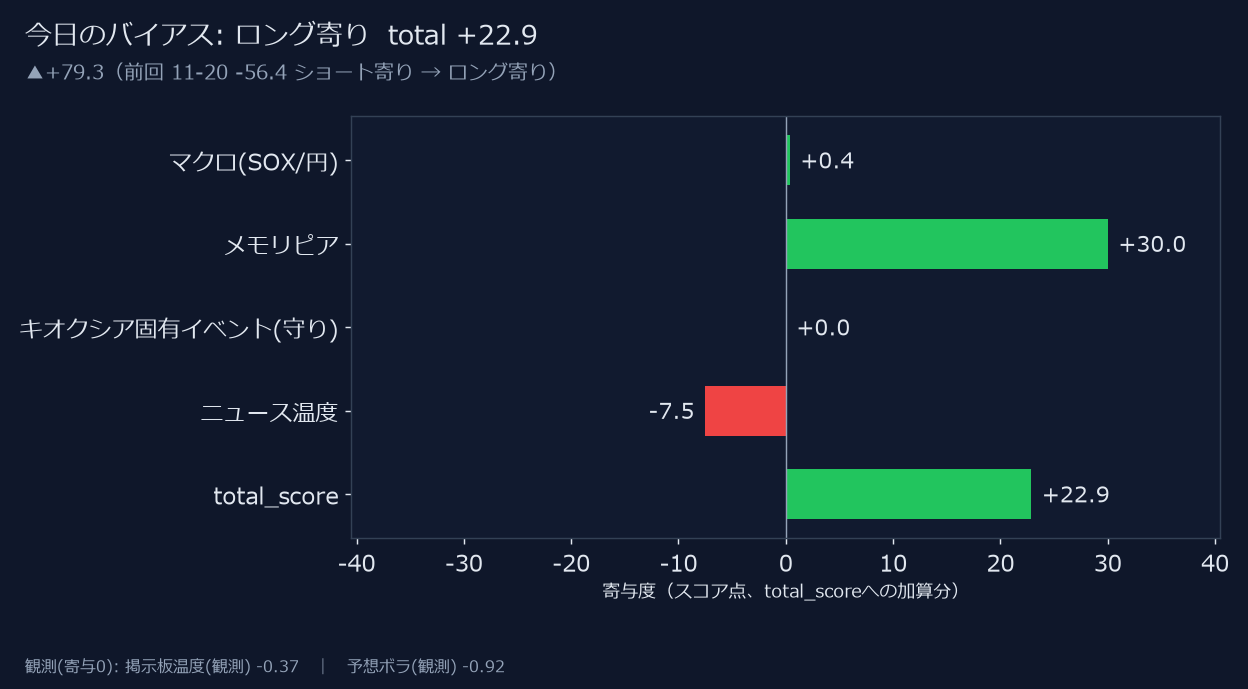 今日のバイアス: ロング寄り total +22.9
▲+79.3（前回 11-20 -56.4 ショート寄り → ロング寄り）
マクロ(SOX/円) +0.4
メモリピア +30.0
キオクシア固有イベント(守り) +0.0
ニュース温度 -7.5
total_score +22.9
-40 -30 -20 -10 0 10 20 30 40
寄与度（スコア点、total_scoreへの加算分）
観測(寄与0): 掲示板温度(観測) -0.37 | 予想ボラ(観測) -0.92